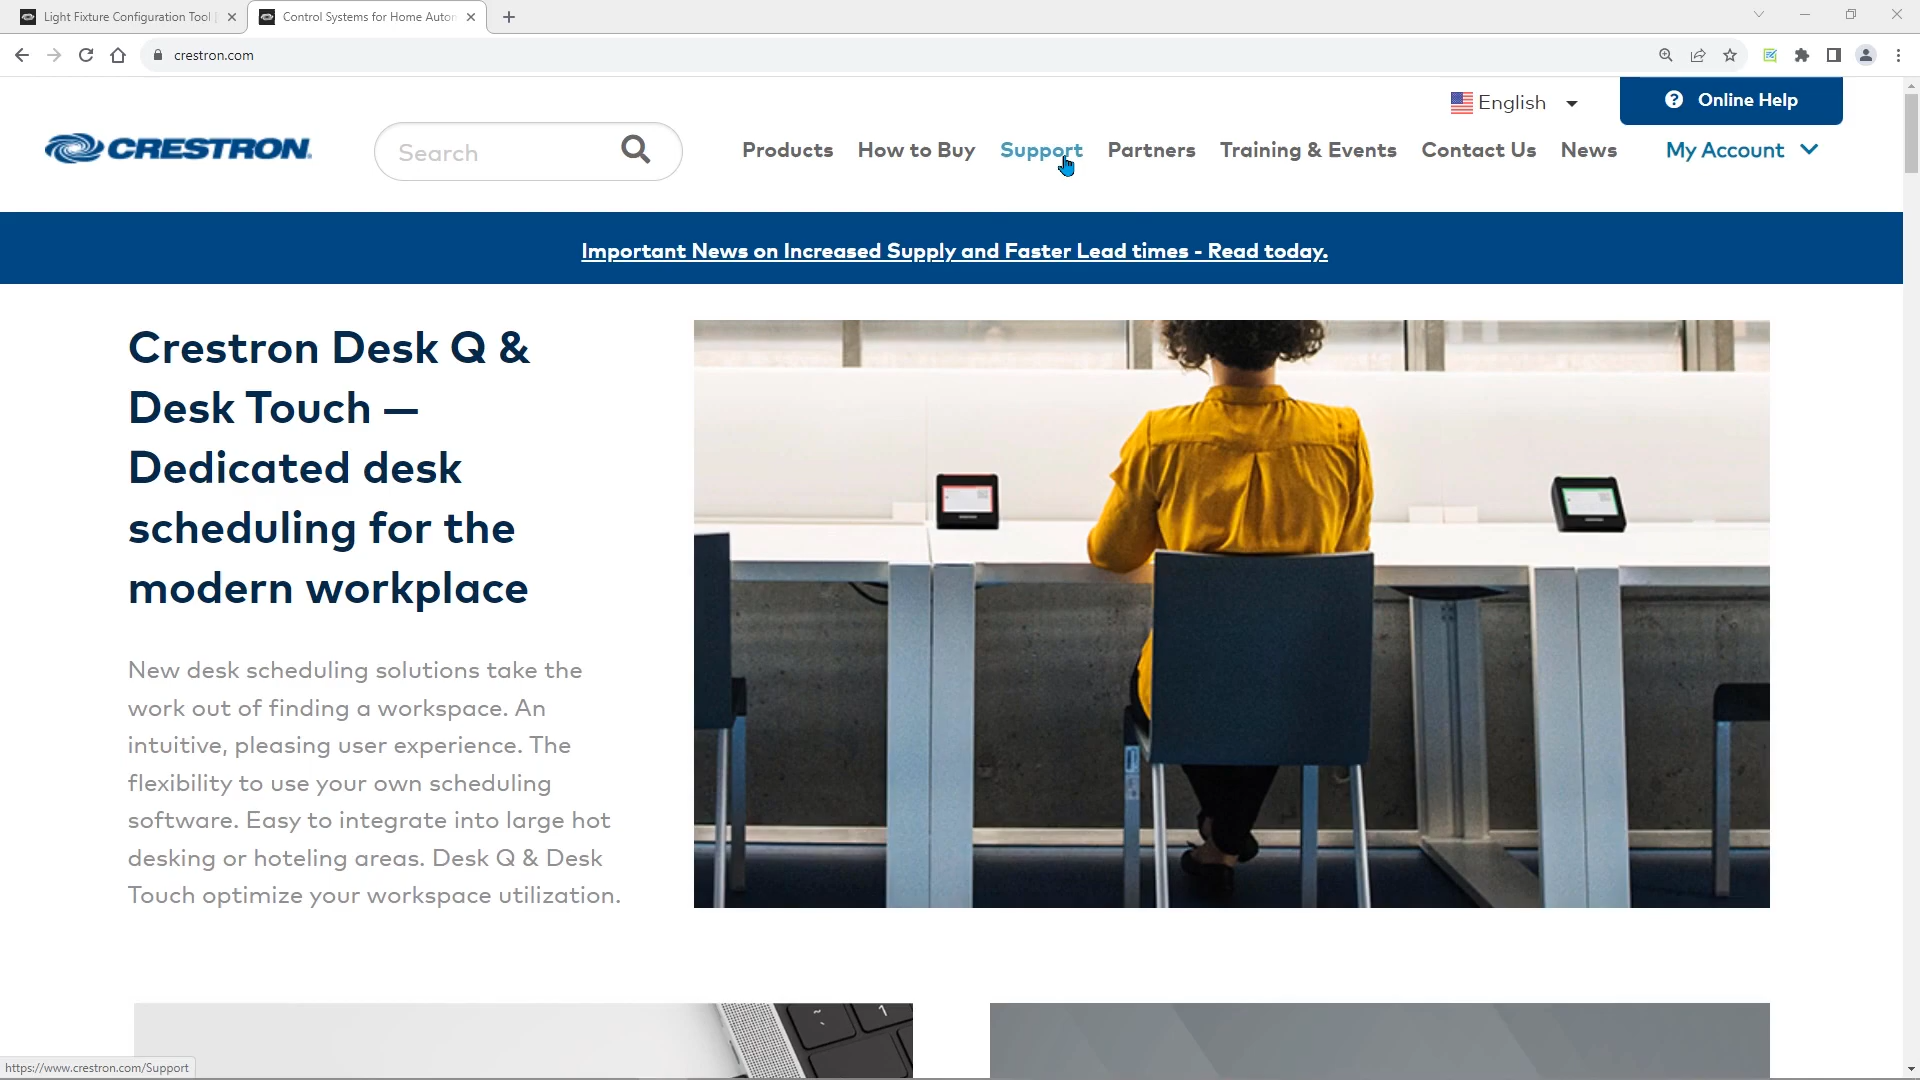 Light Fixture Configuration Tool |
Control Systems for Home Autom
crestron.com
English
Online Help
CRESTRON
Search
Products
How to Buy
Support
Partners
Training & Events
Contact Us
News
My Account
Important News on Increased Supply and Faster Lead times - Read today.
Crestron Desk Q &
Desk Touch —
Dedicated desk
scheduling for the
modern workplace
New desk scheduling solutions take the
work out of finding a workspace. An
intuitive, pleasing user experience. The
flexibility to use your own scheduling
software. Easy to integrate into large hot
desking or hoteling areas. Desk Q & Desk
Touch optimize your workspace utilization.
https://www.crestron.com/Support